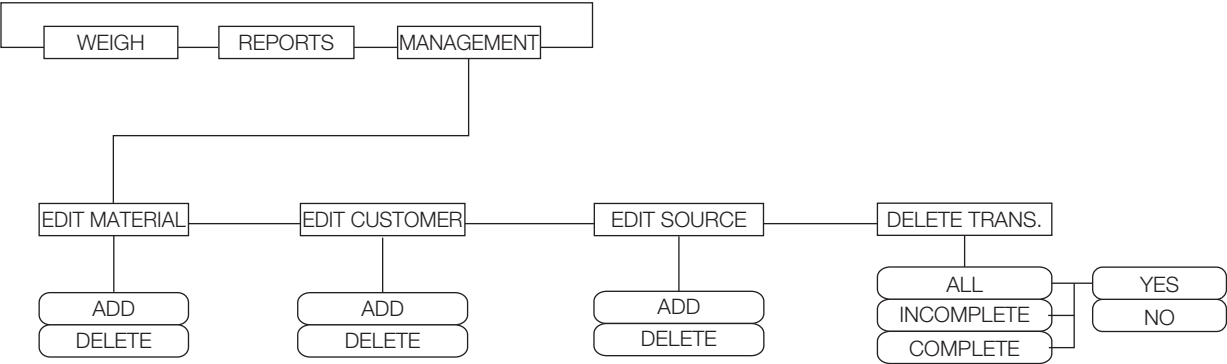 WEIGH
REPORTS
MANAGEMENT
EDIT MATERIAL
EDIT CUSTOMER
EDIT SOURCE
DELETE TRANS.
ADD
DELETE
ADD
DELETE
ADD
DELETE
ALL
INCOMPLETE
COMPLETE
YES
NO